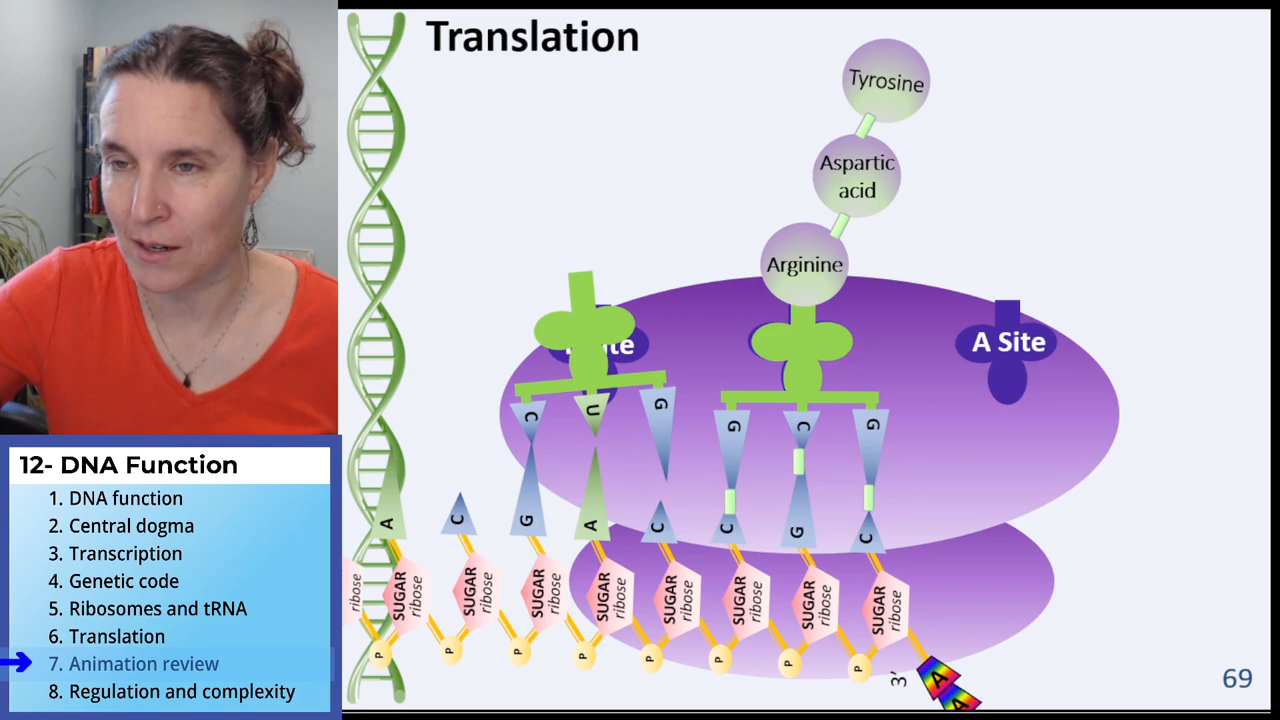 Translation
Tyrosine
Aspartic
acid
Arginine
A Site
C U G
G C G
A C G A C C G C
ribose
SUGAR
ribose
SUGAR
ribose
SUGAR
ribose
SUGAR
ribose
SUGAR
ribose
SUGAR
ribose
SUGAR
ribose
SUGAR
ribose
P P P P P P P P
3'
A
A
69
12- DNA Function
1. DNA function
2. Central dogma
3. Transcription
4. Genetic code
5. Ribosomes and tRNA
6. Translation
7. Animation review
8. Regulation and complexity